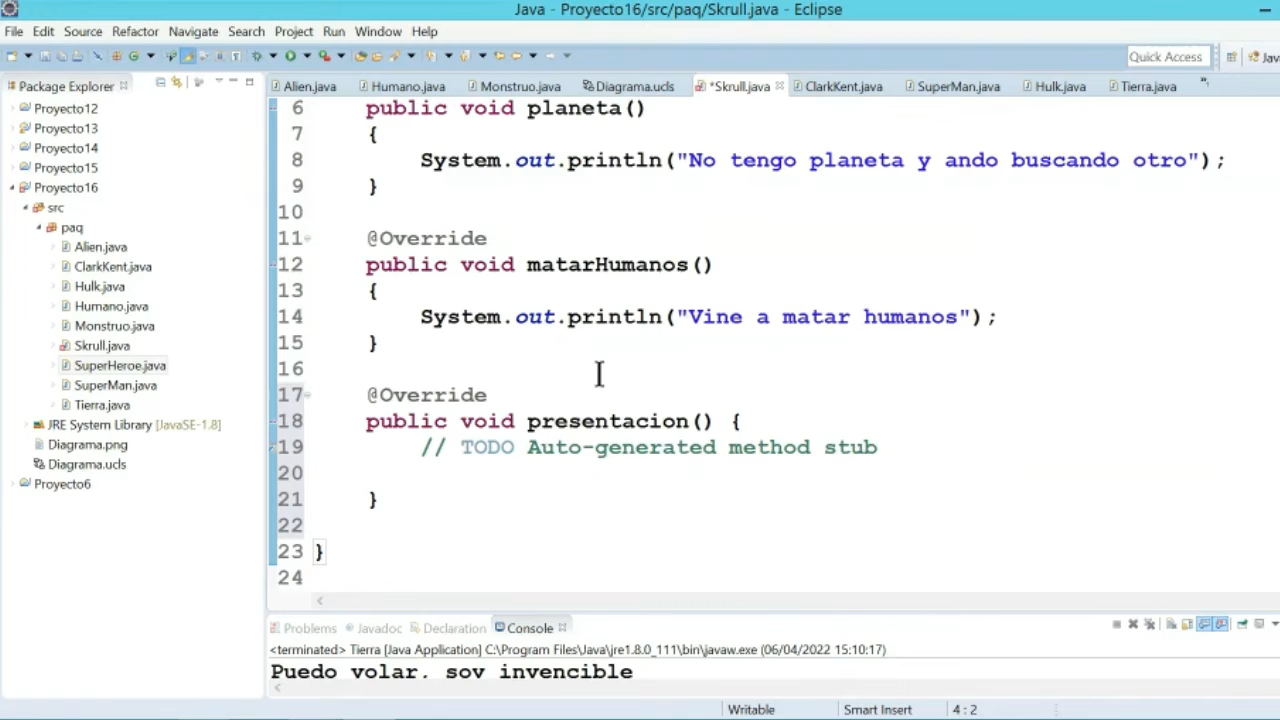 Java - Proyecto16/src/paq/Skrull.java - Eclipse
File Edit Source Refactor Navigate Search Project Run Window Help
Quick Access
Jav
Package Explorer
Alien.java Humano.java Monstruo.java Diagrama.ucls *Skrull.java ClarkKent.java SuperMan.java Hulk.java Tierra.java
Proyecto12
Proyecto13
Proyecto14
Proyecto15
Proyecto16
src
paq
Alien.java
ClarkKent.java
Hulk.java
Humano.java
Monstruo.java
Skrull.java
SuperHeroe.java
SuperMan.java
Tierra.java
JRE System Library [JavaSE-1.8]
Diagrama.png
Diagrama.ucls
Proyecto6
6 public void planeta()
7 {
8 System.out.println("No tengo planeta y ando buscando otro");
9 }
10
11 @Override
12 public void matarHumanos()
13 {
14 System.out.println("Vine a matar humanos");
15 }
16
17 @Override
18 public void presentacion() {
19 // TODO Auto-generated method stub
20
21 }
22
23 }
24
Problems Javadoc Declaration Console
<terminated> Tierra [Java Application] C:\Program Files\Java\jre1.8.0_111\bin\javaw.exe (06/04/2022 15:10:17)
Puedo volar, soy invencible
Writable Smart Insert 4 : 2